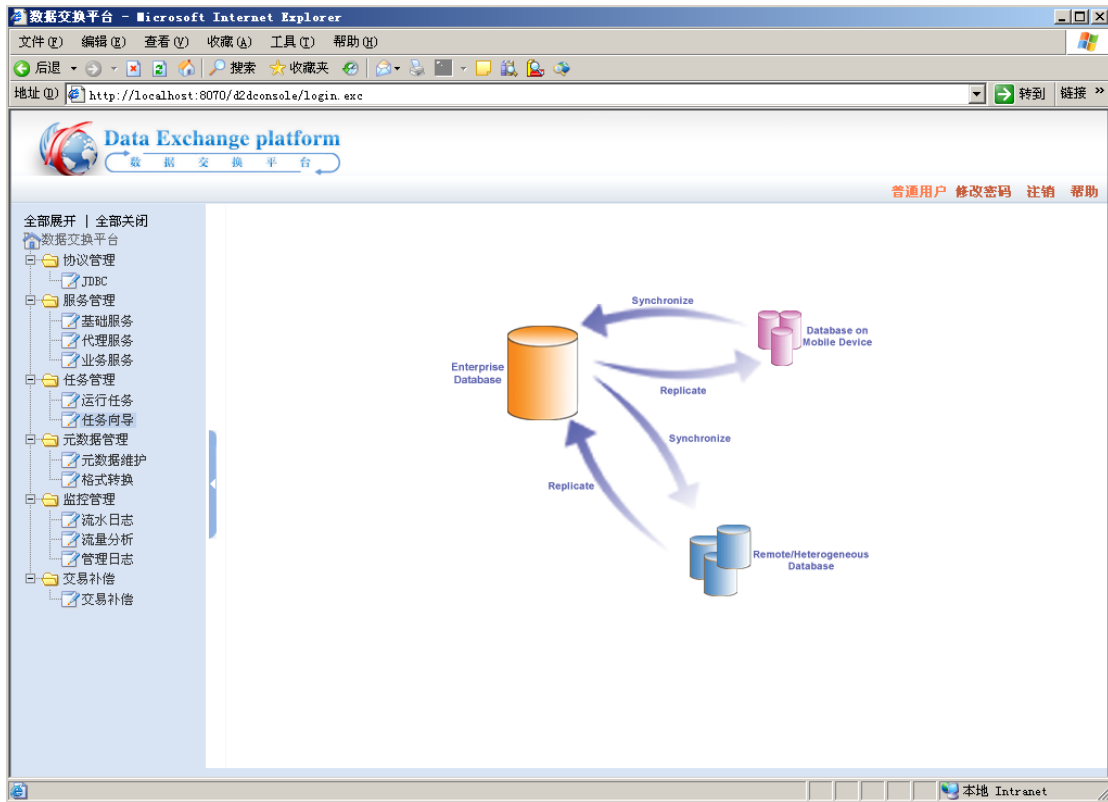 数据交换平台 - Microsoft Internet Explorer
文件(F) 编辑(E) 查看(V) 收藏(A) 工具(T) 帮助(H)
后退 搜索 收藏夹
地址(D) http://localhost:8070/d2dconsole/login.exc 转到 链接 »
Data Exchange platform
数据交换平台
普通用户 修改密码 注销 帮助
全部展开 | 全部关闭
数据交换平台
协议管理
JDBC
服务管理
基础服务
代理服务
业务服务
任务管理
运行任务
任务向导
元数据管理
元数据维护
格式转换
监控管理
流水日志
流量分析
管理日志
交易补偿
交易补偿
Synchronize
Database on
Mobile Device
Enterprise
Database
Replicate
Synchronize
Replicate
Remote/Heterogeneous
Database
本地 Intranet